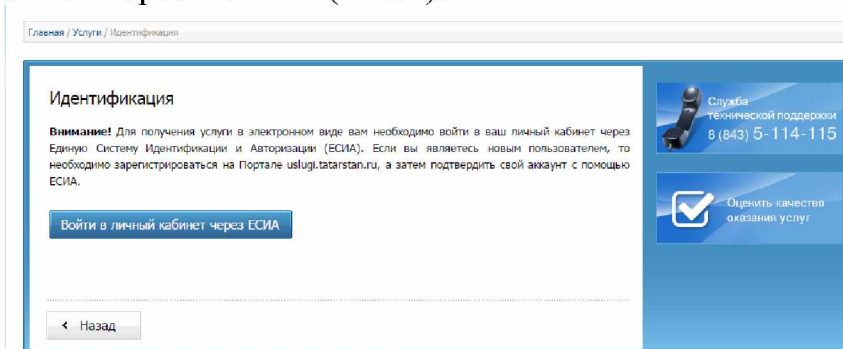 Главная / Услуги / Идентификация
Идентификация
Внимание! Для получения услуги в электронном виде вам необходимо войти в ваш личный кабинет через
Единую Систему Идентификации и Авторизации (ЕСИА). Если вы являетесь новым пользователем, то
необходимо зарегистрироваться на Портале uslugi.tatarstan.ru, а затем подтвердить свой аккаунт с помощью
ЕСИА.
Войти в личный кабинет через ЕСИА
Назад
Служба
технической поддержки
8 (843) 5-114-115
Оценить качество
оказания услуг